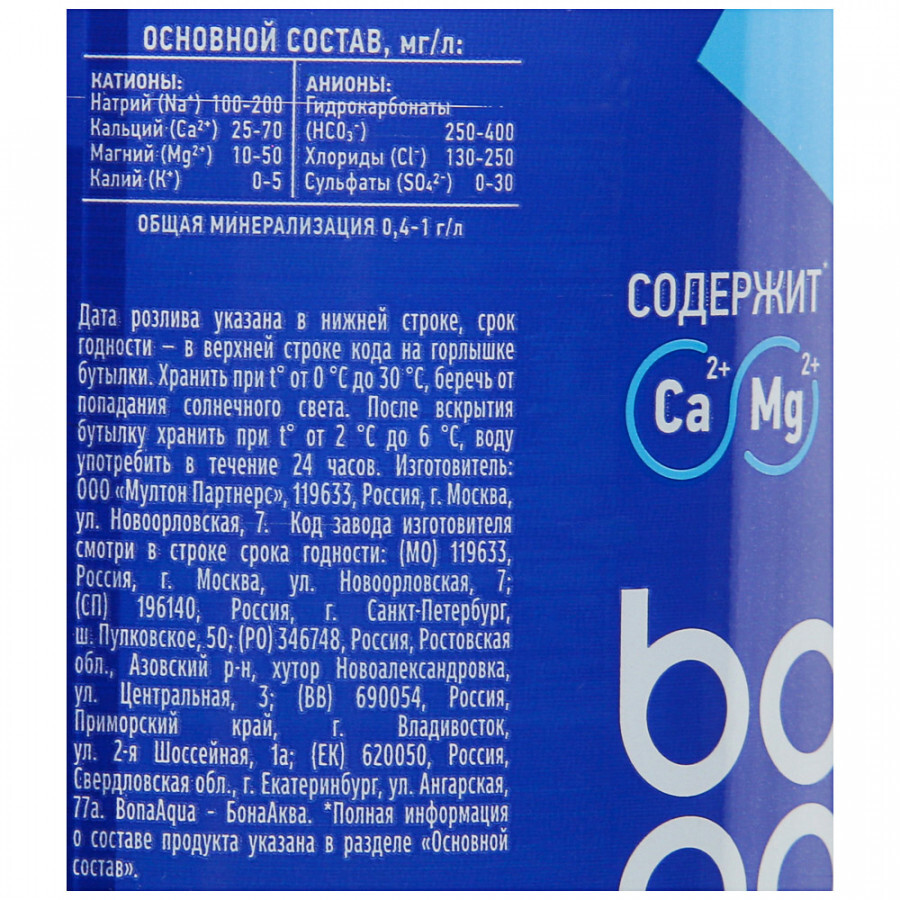 ОСНОВНОЙ СОСТАВ, мг/л:
КАТИОНЫ:
Натрий (Na⁺) 100-200
Кальций (Ca²⁺) 25-70
Магний (Mg²⁺) 10-50
Калий (K⁺) 0-5
АНИОНЫ:
Гидрокарбонаты
(HCO₃⁻) 250-400
Хлориды (Cl⁻) 130-250
Сульфаты (SO₄²⁻) 0-30
ОБЩАЯ МИНЕРАЛИЗАЦИЯ 0,4-1 г/л
Дата розлива указана в нижней строке, срок
годности – в верхней строке кода на горлышке
бутылки. Хранить при t° от 0 °C до 30 °C, беречь от
попадания солнечного света. После вскрытия
бутылку хранить при t° от 2 °C до 6 °C, воду
употребить в течение 24 часов. Изготовитель:
ООО «Мултон Партнерс», 119633, Россия, г. Москва,
ул. Новоорловская, 7. Код завода изготовителя
смотри в строке срока годности: (МО) 119633,
Россия, г. Москва, ул. Новоорловская, 7;
(СП) 196140, Россия, г. Санкт-Петербург,
ш. Пулковское, 50; (РО) 346748, Россия, Ростовская
обл., Азовский р-н, хутор Новоалександровка,
ул. Центральная, 3; (ВВ) 690054, Россия,
Приморский край, г. Владивосток,
ул. 2-я Шоссейная, 1а; (ЕК) 620050, Россия,
Свердловская обл., г. Екатеринбург, ул. Ангарская,
77а. BonaAqua - БонаАква. *Полная информация
о составе продукта указана в разделе «Основной
состав».
СОДЕРЖИТ*
Ca²⁺ Mg²⁺
bo